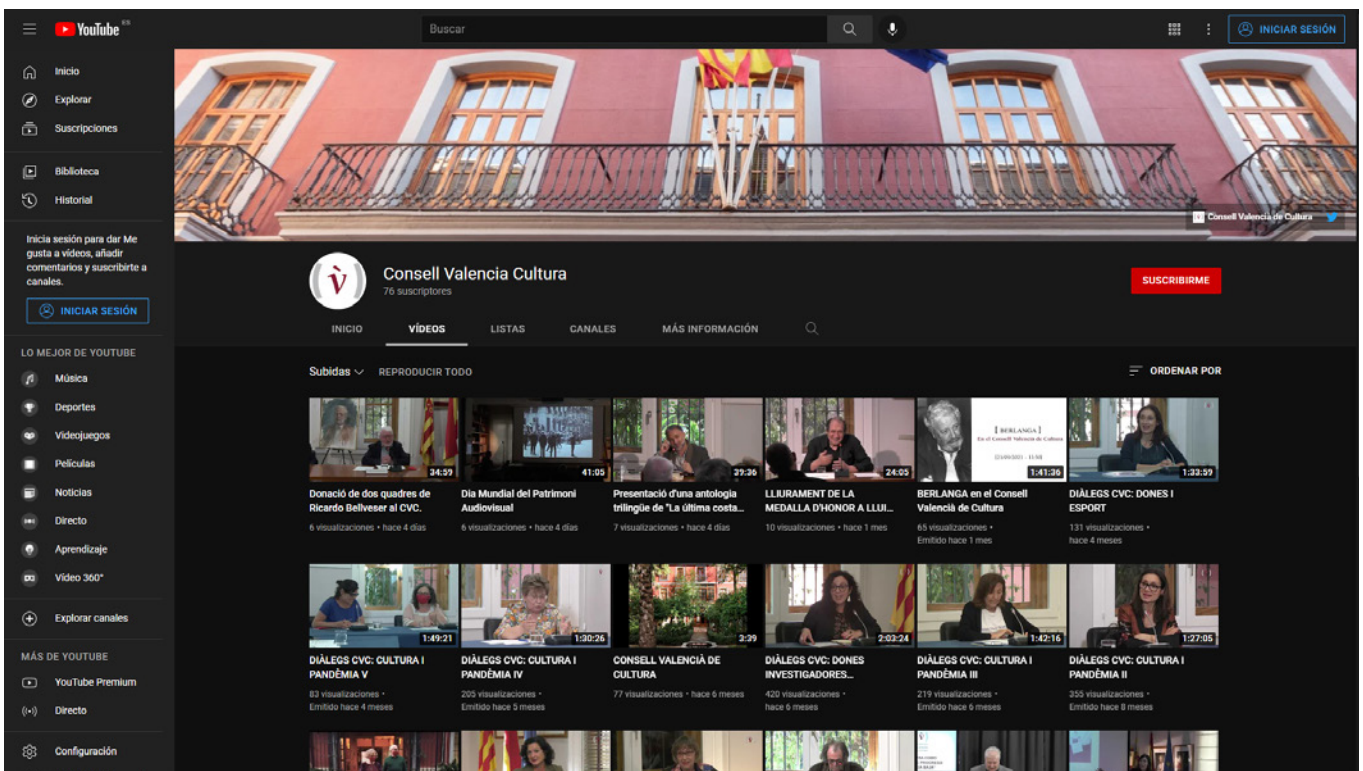 YouTube ES
Buscar
INICIAR SESIÓN
Inicio
Explorar
Suscripciones
Biblioteca
Historial
Inicia sesión para dar Me
gusta a vídeos, añadir
comentarios y suscribirte a
canales.
INICIAR SESIÓN
LO MEJOR DE YOUTUBE
Música
Deportes
Videojuegos
Películas
Noticias
Directo
Aprendizaje
Vídeo 360°
Explorar canales
MÁS DE YOUTUBE
YouTube Premium
Directo
Configuración
Consell Valencia de Cultura
Consell Valencia Cultura
76 suscriptores
SUSCRIBIRME
INICIO VÍDEOS LISTAS CANALES MÁS INFORMACIÓN
Subidas REPRODUCIR TODO ORDENAR POR
34:59
Donació de dos quadres de
Ricardo Bellveser al CVC.
6 visualizaciones • hace 4 días
41:05
Dia Mundial del Patrimoni
Audiovisual
6 visualizaciones • hace 4 días
39:36
Presentació d'una antologia
trilingüe de "La última costa...
7 visualizaciones • hace 4 días
24:05
LLIURAMENT DE LA
MEDALLA D'HONOR A LLUI...
10 visualizaciones • hace 1 mes
[ BERLANGA ]
En el Consell Valencià de Cultura
1:41:36
BERLANGA en el Consell
Valencià de Cultura
65 visualizaciones •
Emitido hace 1 mes
1:33:59
DIÀLEGS CVC: DONES I
ESPORT
131 visualizaciones •
hace 4 meses
1:49:21
DIÀLEGS CVC: CULTURA I
PANDÈMIA V
83 visualizaciones •
Emitido hace 4 meses
1:30:26
DIÀLEGS CVC: CULTURA I
PANDÈMIA IV
205 visualizaciones •
Emitido hace 5 meses
3:39
CONSELL VALENCIÀ DE
CULTURA
77 visualizaciones • hace 6 meses
2:03:24
DIÀLEGS CVC: DONES
INVESTIGADORES...
420 visualizaciones •
hace 6 meses
1:42:16
DIÀLEGS CVC: CULTURA I
PANDÈMIA III
219 visualizaciones •
Emitido hace 6 meses
1:27:05
DIÀLEGS CVC: CULTURA I
PANDÈMIA II
355 visualizaciones •
Emitido hace 8 meses